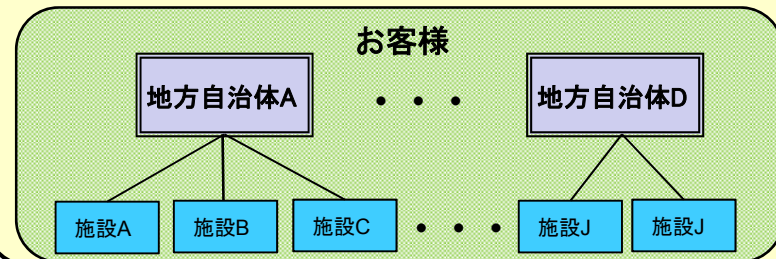 お客様
地方自治体A ・・・ 地方自治体D
施設A 施設B 施設C ・・・ 施設J 施設J